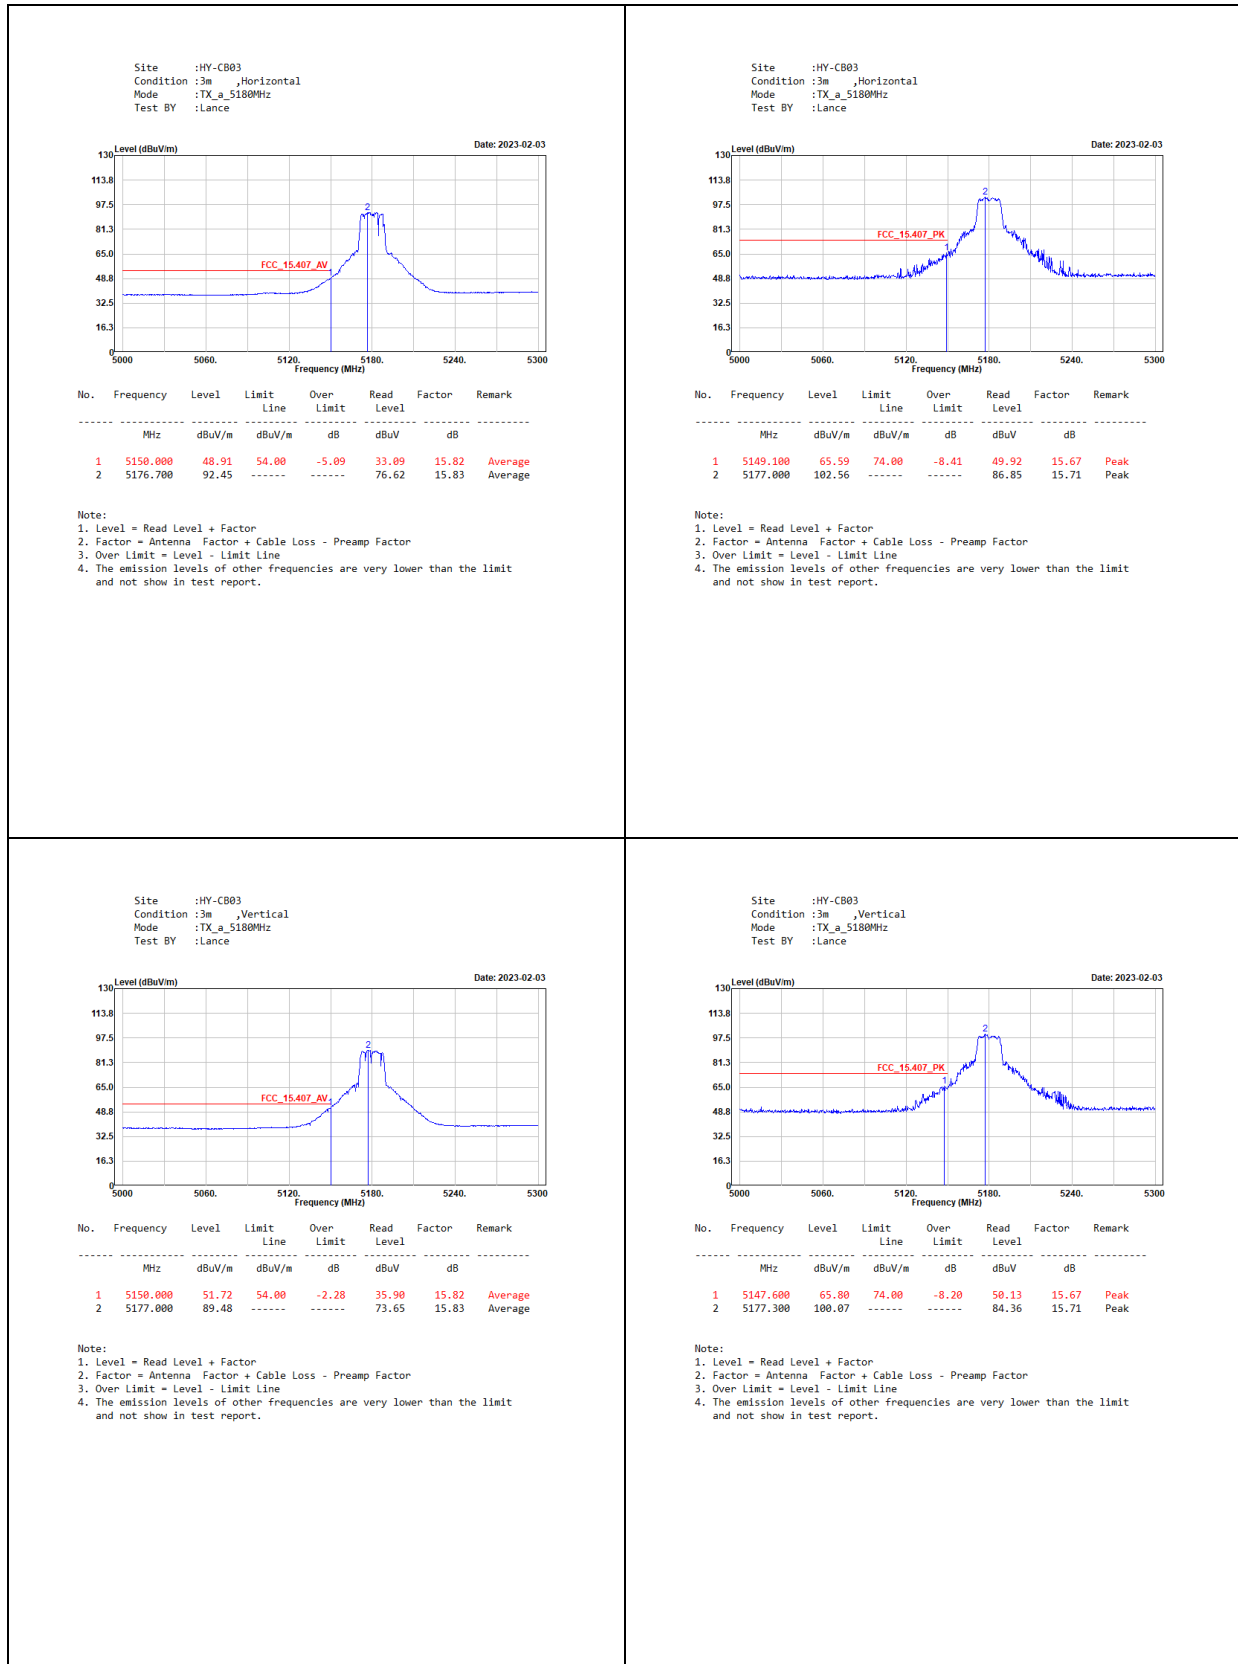 Site :HY-CB03
Condition :3m ,Horizontal
Mode :TX_a_5180MHz
Test BY :Lance
Level (dBuV/m) Date: 2023-02-03
130
113.8
97.5
81.3
65.0
48.8
32.5
16.3
0
FCC_15.407_AV
1
2
5000 5060. 5120. 5180. 5240. 5300
Frequency (MHz)
No. Frequency Level Limit Over Read Factor Remark
Line Limit Level
------ ----------- -------- --------- --------- -------- -------- ---------
MHz dBuV/m dBuV/m dB dBuV dB
1 5150.000 48.91 54.00 -5.09 33.09 15.82 Average
2 5176.700 92.45 ------ ------ 76.62 15.83 Average
Note:
1. Level = Read Level + Factor
2. Factor = Antenna Factor + Cable Loss - Preamp Factor
3. Over Limit = Level - Limit Line
4. The emission levels of other frequencies are very lower than the limit
and not show in test report.
Site :HY-CB03
Condition :3m ,Horizontal
Mode :TX_a_5180MHz
Test BY :Lance
Level (dBuV/m) Date: 2023-02-03
130
113.8
97.5
81.3
65.0
48.8
32.5
16.3
0
FCC_15.407_PK
1
2
5000 5060. 5120. 5180. 5240. 5300
Frequency (MHz)
No. Frequency Level Limit Over Read Factor Remark
Line Limit Level
------ ----------- -------- --------- --------- -------- -------- ---------
MHz dBuV/m dBuV/m dB dBuV dB
1 5149.100 65.59 74.00 -8.41 49.92 15.67 Peak
2 5177.000 102.56 ------ ------ 86.85 15.71 Peak
Note:
1. Level = Read Level + Factor
2. Factor = Antenna Factor + Cable Loss - Preamp Factor
3. Over Limit = Level - Limit Line
4. The emission levels of other frequencies are very lower than the limit
and not show in test report.
Site :HY-CB03
Condition :3m ,Vertical
Mode :TX_a_5180MHz
Test BY :Lance
Level (dBuV/m) Date: 2023-02-03
130
113.8
97.5
81.3
65.0
48.8
32.5
16.3
0
FCC_15.407_AV
1
2
5000 5060. 5120. 5180. 5240. 5300
Frequency (MHz)
No. Frequency Level Limit Over Read Factor Remark
Line Limit Level
------ ----------- -------- --------- --------- -------- -------- ---------
MHz dBuV/m dBuV/m dB dBuV dB
1 5150.000 51.72 54.00 -2.28 35.90 15.82 Average
2 5177.000 89.48 ------ ------ 73.65 15.83 Average
Note:
1. Level = Read Level + Factor
2. Factor = Antenna Factor + Cable Loss - Preamp Factor
3. Over Limit = Level - Limit Line
4. The emission levels of other frequencies are very lower than the limit
and not show in test report.
Site :HY-CB03
Condition :3m ,Vertical
Mode :TX_a_5180MHz
Test BY :Lance
Level (dBuV/m) Date: 2023-02-03
130
113.8
97.5
81.3
65.0
48.8
32.5
16.3
0
FCC_15.407_PK
1
2
5000 5060. 5120. 5180. 5240. 5300
Frequency (MHz)
No. Frequency Level Limit Over Read Factor Remark
Line Limit Level
------ ----------- -------- --------- --------- -------- -------- ---------
MHz dBuV/m dBuV/m dB dBuV dB
1 5147.600 65.80 74.00 -8.20 50.13 15.67 Peak
2 5177.300 100.07 ------ ------ 84.36 15.71 Peak
Note:
1. Level = Read Level + Factor
2. Factor = Antenna Factor + Cable Loss - Preamp Factor
3. Over Limit = Level - Limit Line
4. The emission levels of other frequencies are very lower than the limit
and not show in test report.